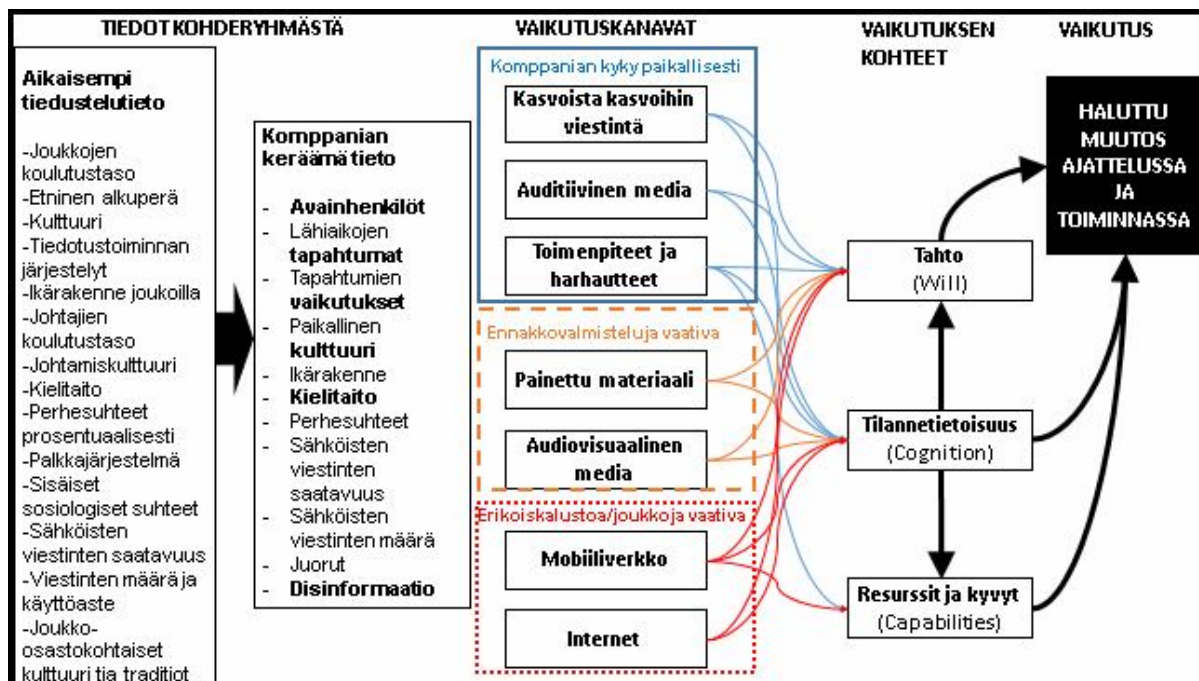 TIEDOT KOHDERYHMÄSTÄ
Aikaisempi
tiedustelutieto
-Joukkojen
koulutustaso
-Etninen alkuperä
-Kulttuuri
-Tiedotustoiminnan
järjestelyt
-Ikärakenne joukoilla
-Johtajien
koulutustaso
-Johtamiskulttuuri
-Kielitaito
-Perhesuhteet
prosentuaalisesti
-Palkkajärjestelmä
-Sisäiset
sosiologiset suhteet
-Sähköisten
viestinten saatavuus
-Viestinten määrä ja
käyttöaste
-Joukko-
osastokohtaiset
kulttuuri tia traditiot
Komppanian
keräämä tieto
- Avainhenkilöt
- Lähiaikojen
tapahtumat
- Tapahtumien
vaikutukset
- Paikallinen
kulttuuri
- Ikärakenne
- Kielitaito
- Perhesuhteet
- Sähköisten
viestinten
saatavuus
- Sähköisten
viestinten määrä
- Juorut
- Disinformaatio
VAIKUTUSKANAVAT
Komppanian kyky paikallisesti
Kasvoista kasvoihin
viestintä
Auditiivinen media
Toimenpiteet ja
harhautteet
Ennakkovalmisteluja vaativa
Painettu materiaali
Audiovisuaalinen
media
Erikoiskalustoa/joukkoja vaativa
Mobiiliverkko
Internet
VAIKUTUKSEN
KOHTEET
Tahto
(Will)
Tilannetietoisuus
(Cognition)
Resurssit ja kyvyt
(Capabilities)
VAIKUTUS
HALUTTU
MUUTOS
AJATTELUSSA
JA
TOIMINNASSA